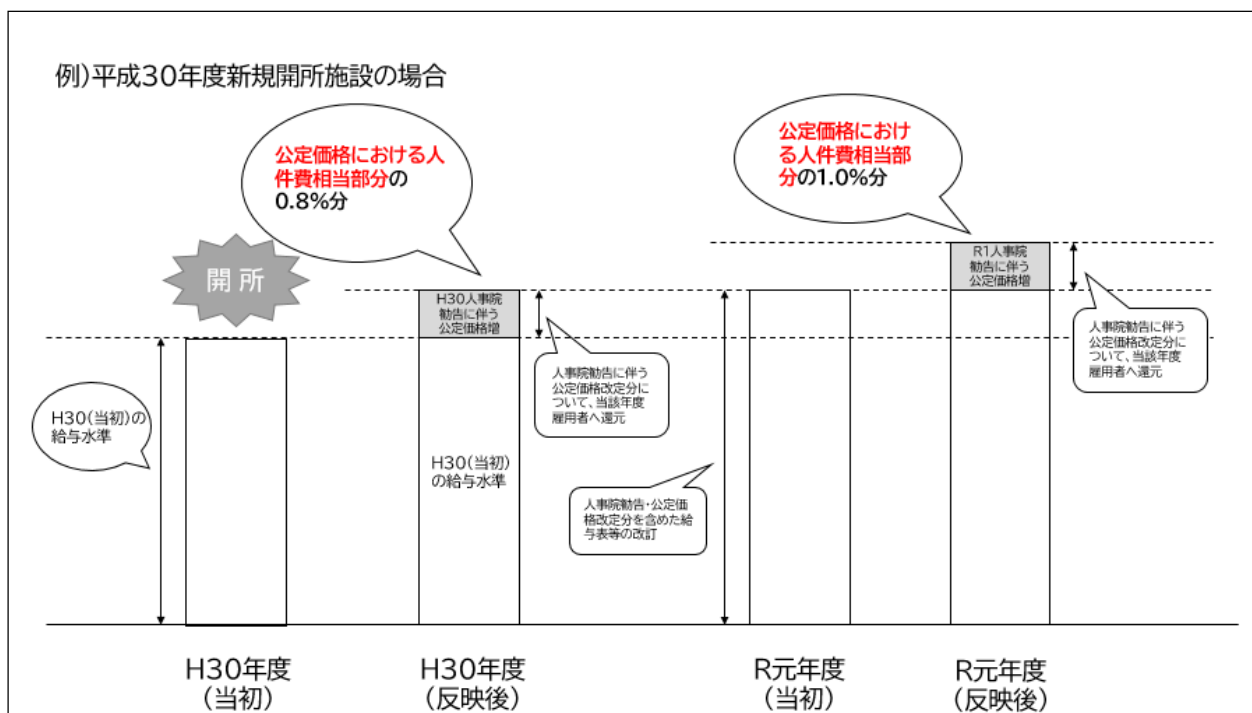 例)平成30年度新規開所施設の場合
公定価格における人
件費相当部分の
0.8%分
公定価格におけ
る人件費相当部
分の1.0%分
開所
H30人事院
勧告に伴う
公定価格増
R1人事院
勧告に伴う
公定価格増
人事院勧告に伴う
公定価格改定分に
ついて、当該年度
雇用者へ還元
人事院勧告に伴う
公定価格改定分に
ついて、当該年度
雇用者へ還元
H30(当初)の
給与水準
H30(当初)
の給与水準
人事院勧告・公定価
格改定分を含めた給
与表等の改訂
H30年度
(当初)
H30年度
(反映後)
R元年度
(当初)
R元年度
(反映後)